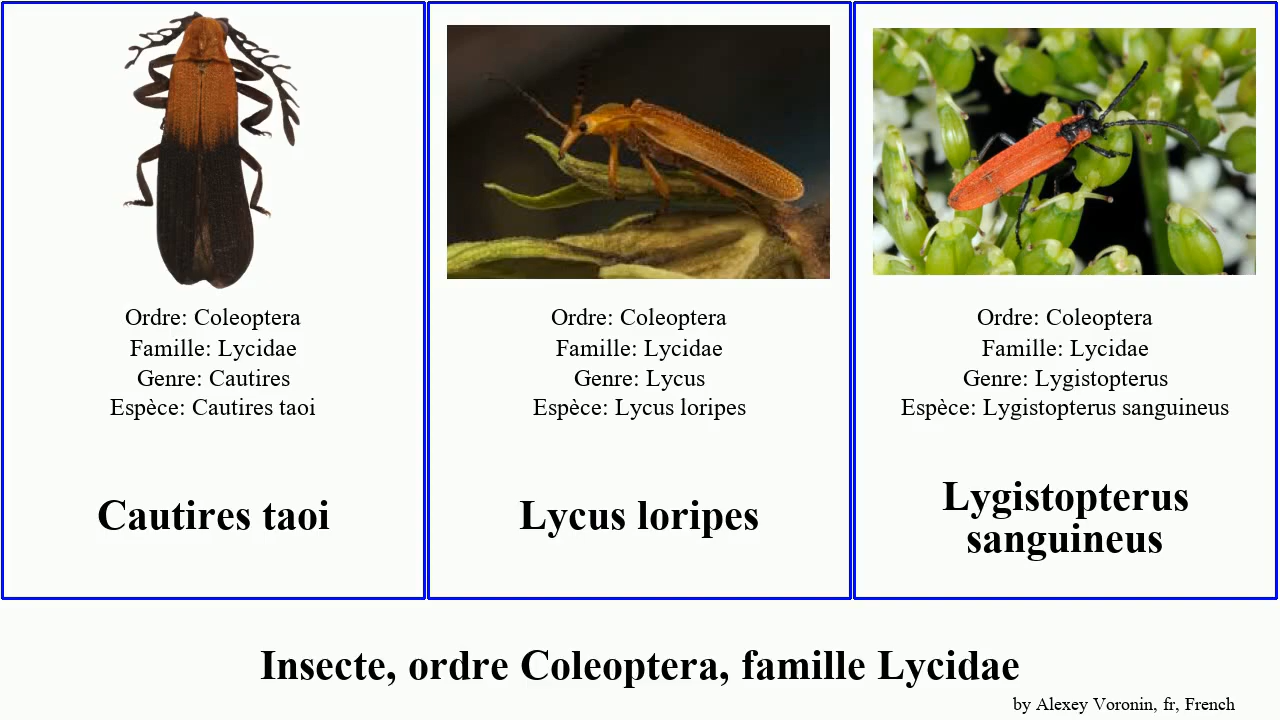 Ordre: Coleoptera
Famille: Lycidae
Genre: Cautires
Espèce: Cautires taoi
Cautires taoi
Ordre: Coleoptera
Famille: Lycidae
Genre: Lycus
Espèce: Lycus loripes
Lycus loripes
Ordre: Coleoptera
Famille: Lycidae
Genre: Lygistopterus
Espèce: Lygistopterus sanguineus
Lygistopterus
sanguineus
Insecte, ordre Coleoptera, famille Lycidae
by Alexey Voronin, fr, French